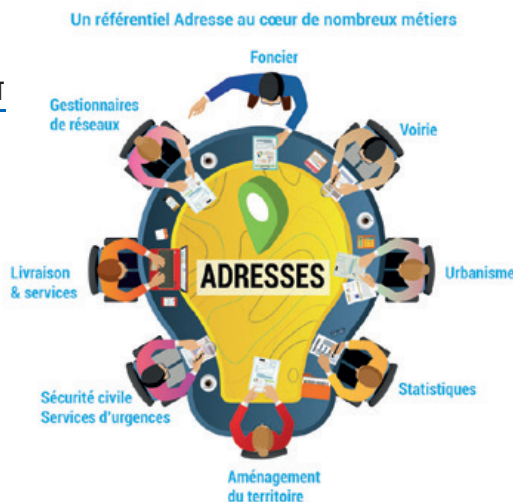 Un référentiel Adresse au cœur de nombreux métiers
Foncier
Gestionnaires
de réseaux
Voirie
Livraison
& services
ADRESSES
Urbanisme
Sécurité civile
Services d'urgences
Statistiques
Aménagement
du territoire